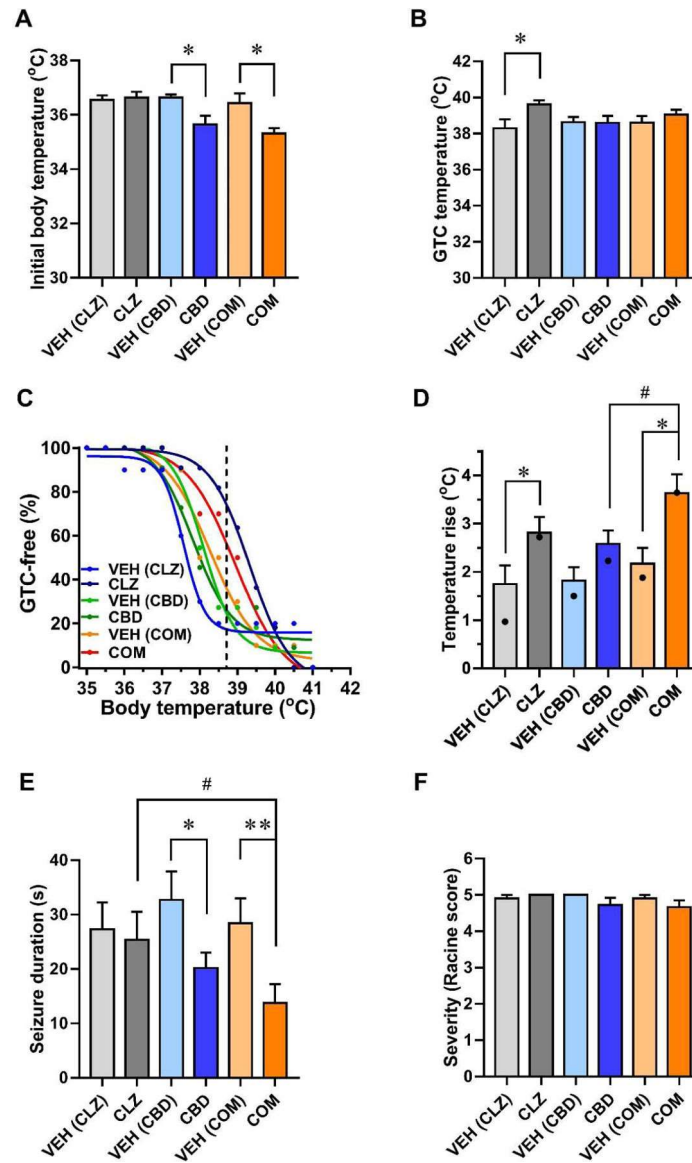 A
Initial body temperature (°C)
40
38
36
34
32
30
*
*
VEH (CLZ)
CLZ
VEH (CBD)
CBD
VEH (COM)
COM
B
GTC temperature (°C)
42
40
38
36
34
32
30
*
VEH (CLZ)
CLZ
VEH (CBD)
CBD
VEH (COM)
COM
C
GTC-free (%)
100
80
60
40
20
0
VEH (CLZ)
CLZ
VEH (CBD)
CBD
VEH (COM)
COM
35 36 37 38 39 40 41 42
Body temperature (°C)
D
Temperature rise (°C)
5
4
3
2
1
0
*
#
*
VEH (CLZ)
CLZ
VEH (CBD)
CBD
VEH (COM)
COM
E
Seizure duration (s)
40
30
20
10
0
#
*
**
VEH (CLZ)
CLZ
VEH (CBD)
CBD
VEH (COM)
COM
F
Severity (Racine score)
6
5
4
3
2
1
0
VEH (CLZ)
CLZ
VEH (CBD)
CBD
VEH (COM)
COM